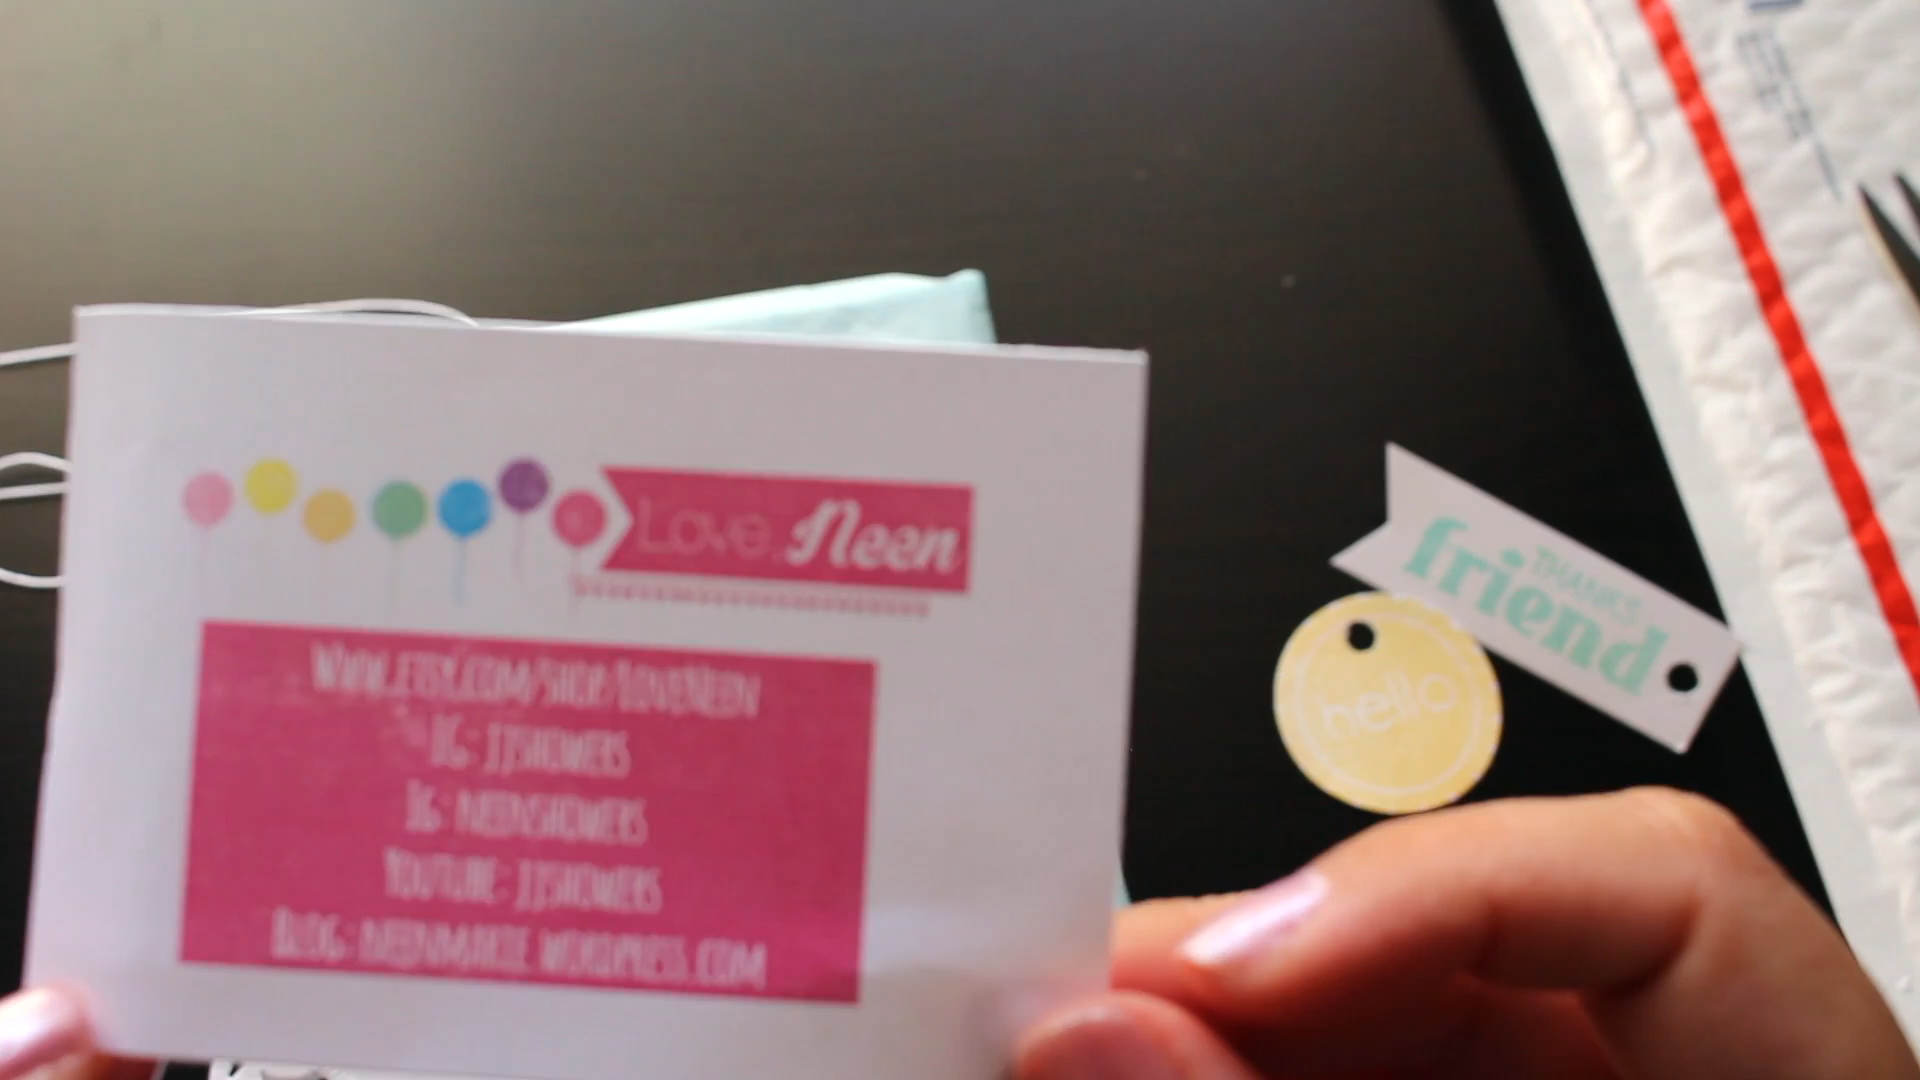 Love, Neen
WWW.ETSY.COM/SHOP/LOVENEEN
IG: JJSHOWERS
IG: NEENSHOWERS
YOUTUBE: JJSHOWERS
BLOG: NEENMARIE.WORDPRESS.COM
THANKS
friend
hello